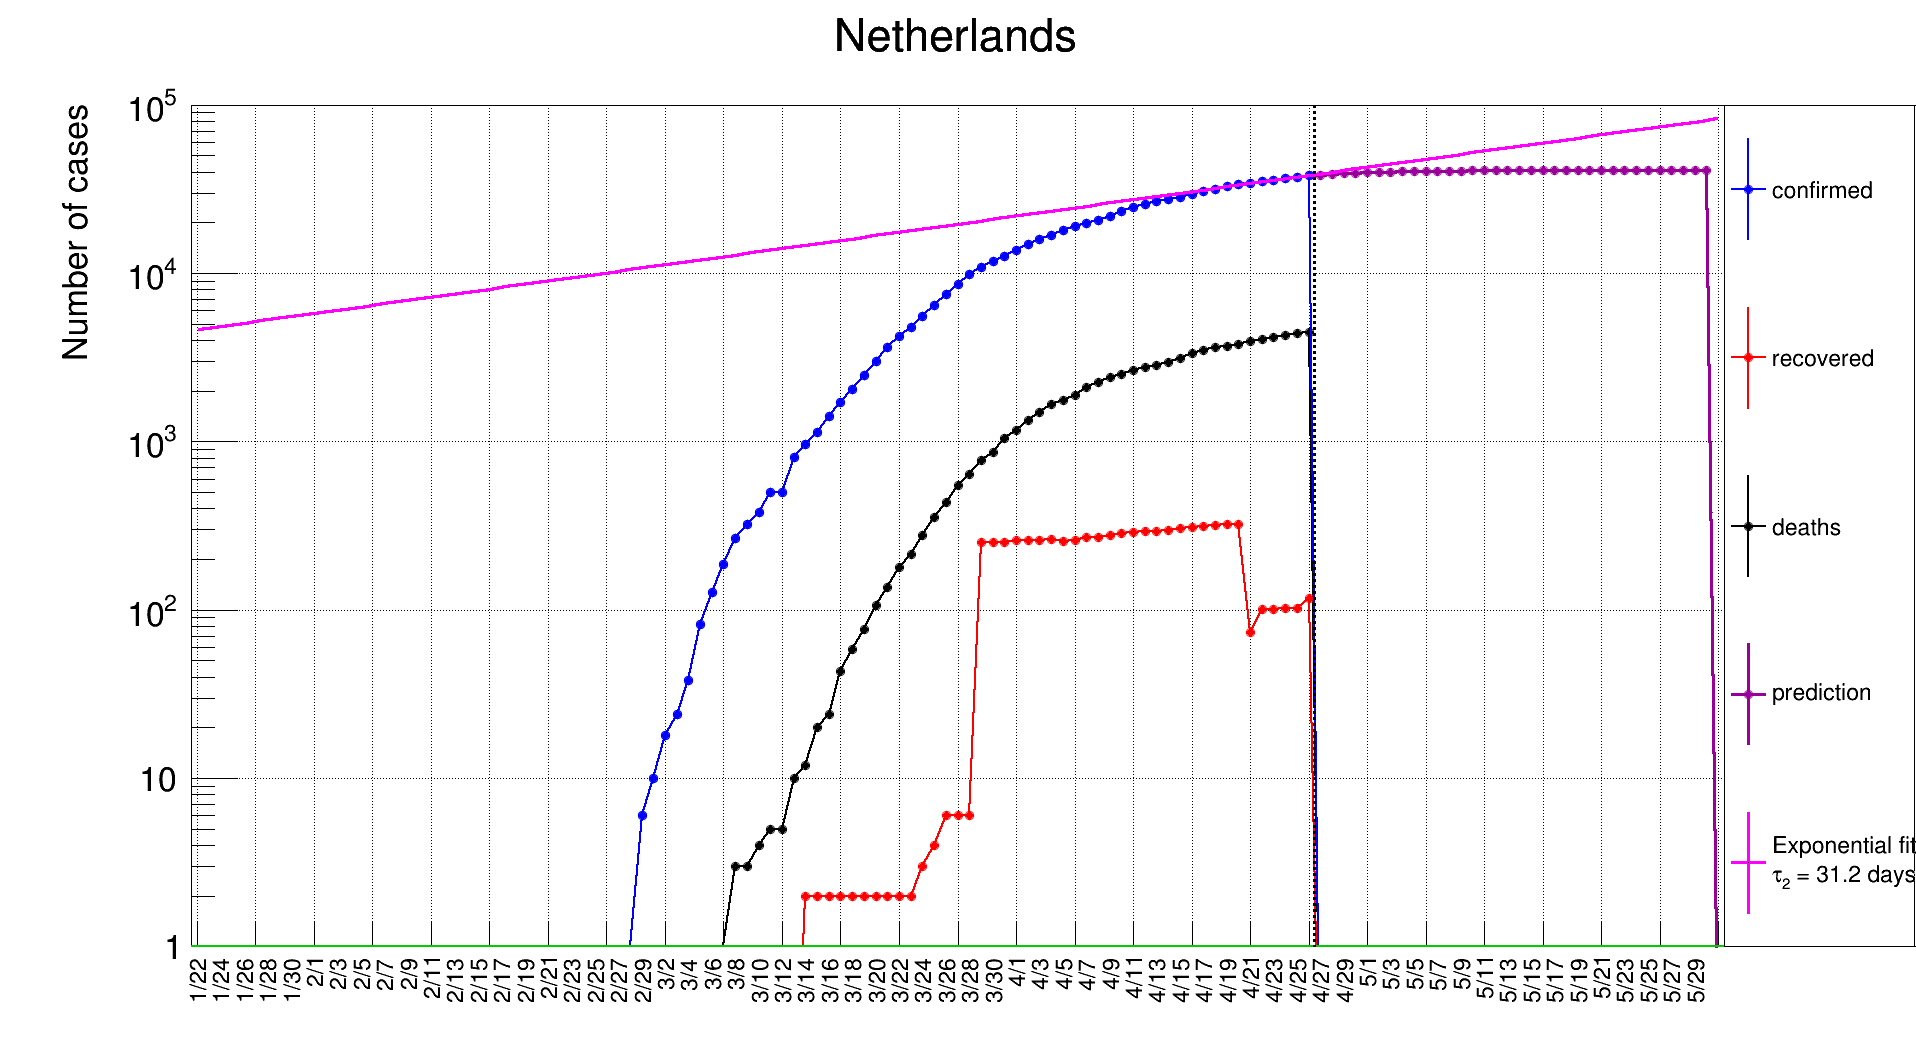 Netherlands
Number of cases
10^5
10^4
10^3
10^2
10
1
1/22 1/24 1/26 1/28 1/30 2/1 2/3 2/5 2/7 2/9 2/11 2/13 2/15 2/17 2/19 2/21 2/23 2/25 2/27 2/29 3/2 3/4 3/6 3/8 3/10 3/12 3/14 3/16 3/18 3/20 3/22 3/24 3/26 3/28 3/30 4/1 4/3 4/5 4/7 4/9 4/11 4/13 4/15 4/17 4/19 4/21 4/23 4/25 4/27 4/29 5/1 5/3 5/5 5/7 5/9 5/11 5/13 5/15 5/17 5/19 5/21 5/23 5/25 5/27 5/29
confirmed
recovered
deaths
prediction
Exponential fit
τ_2 = 31.2 days